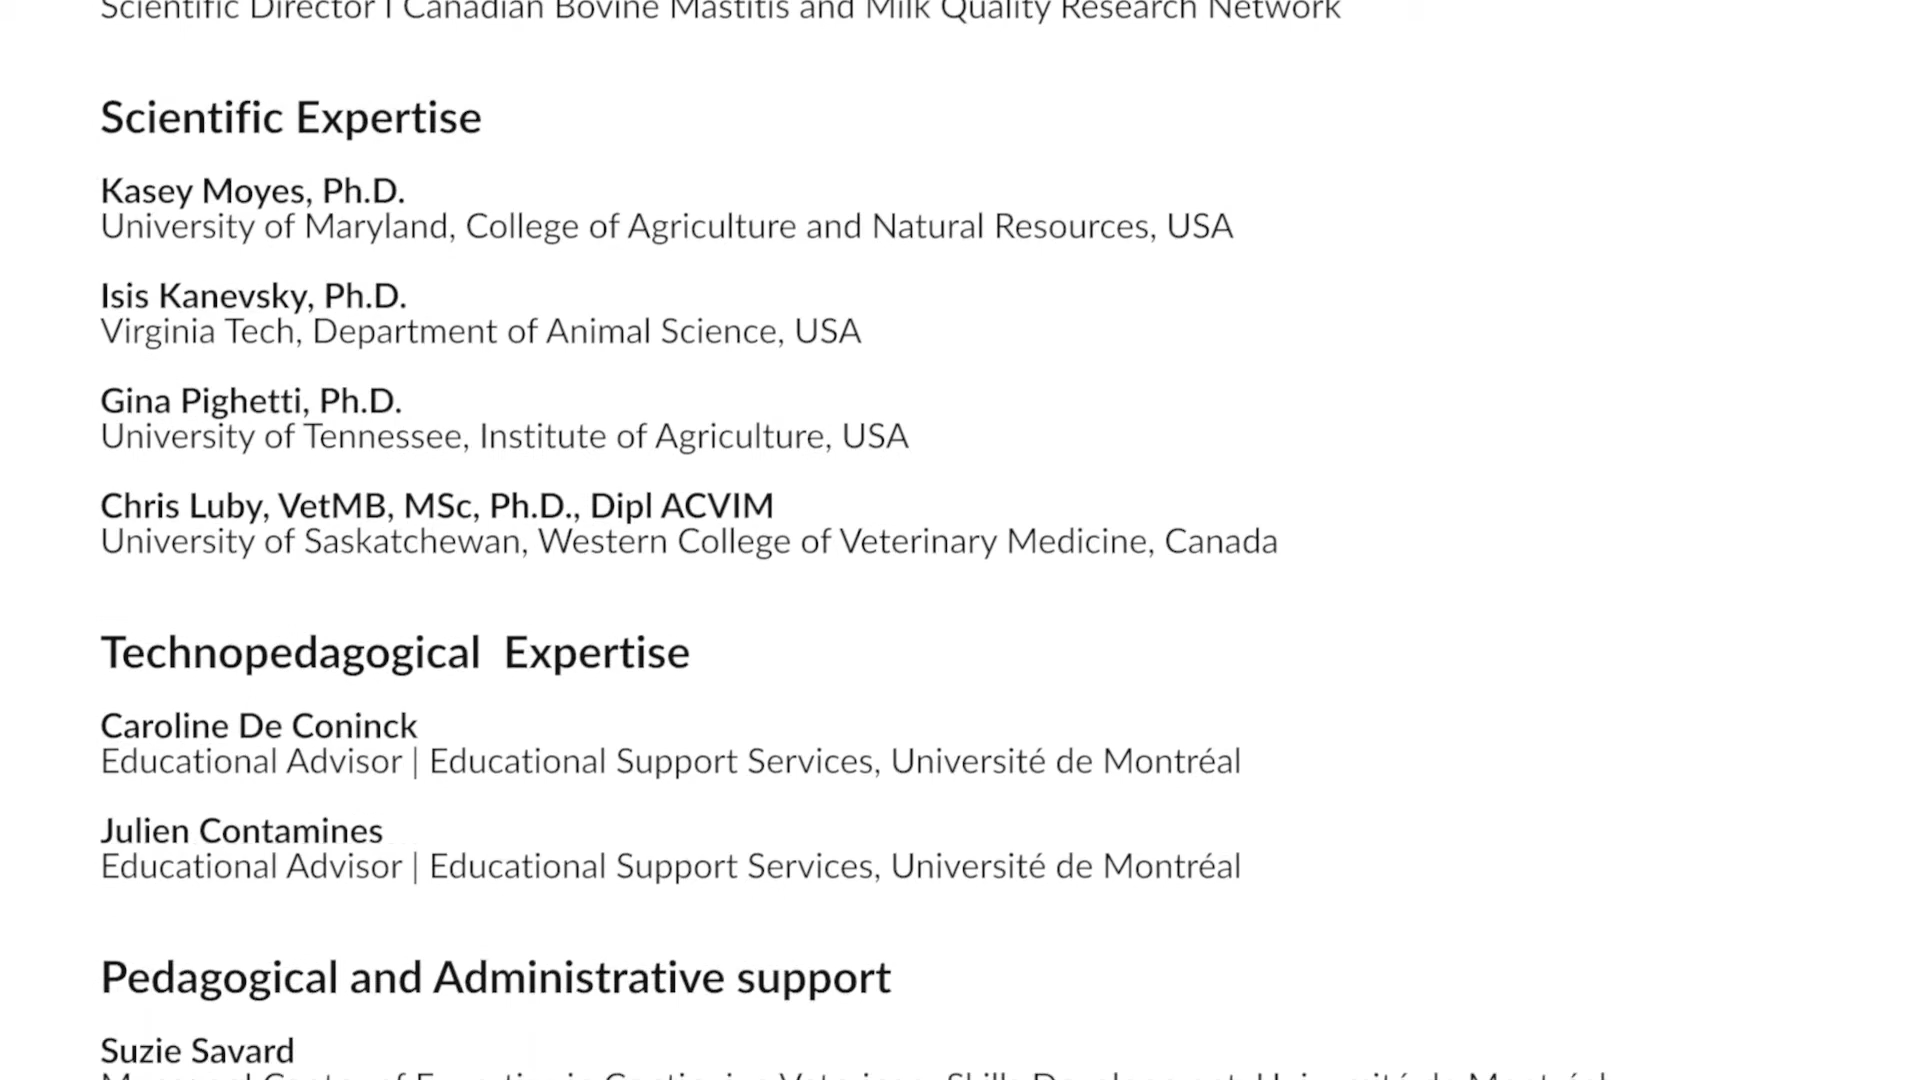 Scientific Director | Canadian Bovine Mastitis and Milk Quality Research Network
Scientific Expertise
Kasey Moyes, Ph.D.
University of Maryland, College of Agriculture and Natural Resources, USA
Isis Kanevsky, Ph.D.
Virginia Tech, Department of Animal Science, USA
Gina Pighetti, Ph.D.
University of Tennessee, Institute of Agriculture, USA
Chris Luby, VetMB, MSc, Ph.D., Dipl ACVIM
University of Saskatchewan, Western College of Veterinary Medicine, Canada
Technopedagogical Expertise
Caroline De Coninck
Educational Advisor | Educational Support Services, Université de Montréal
Julien Contamines
Educational Advisor | Educational Support Services, Université de Montréal
Pedagogical and Administrative support
Suzie Savard